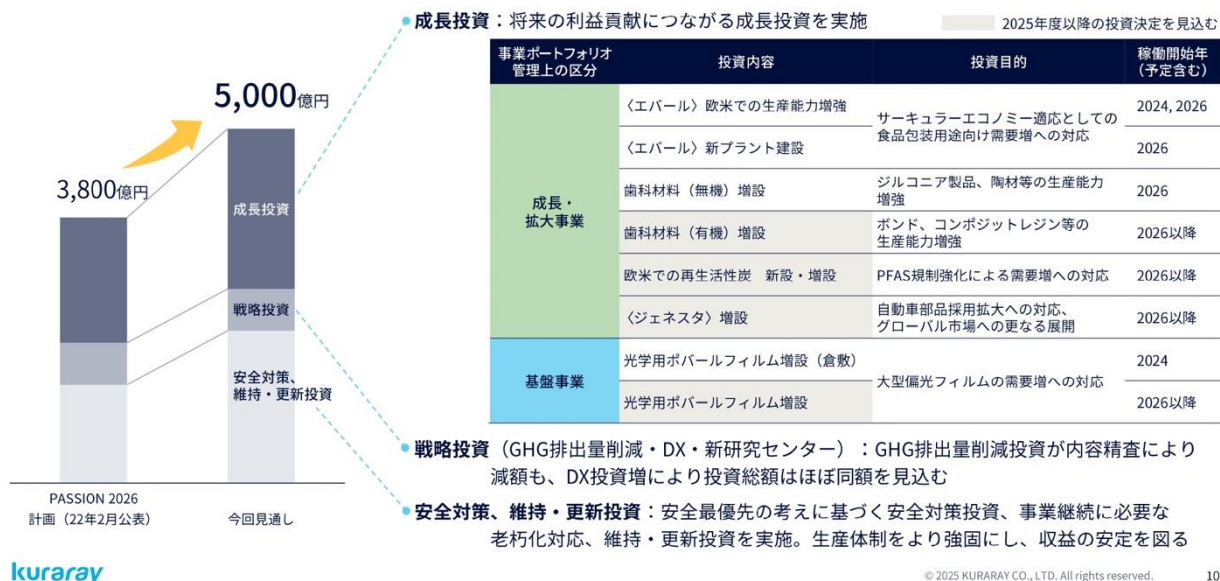 成長投資：将来の利益貢献につながる成長投資を実施
2025年度以降の投資決定を見込む
5,000億円
3,800億円
成長投資
戦略投資
安全対策、
維持・更新投資
PASSION 2026
計画（22年2月公表）
今回見通し
事業ポートフォリオ
管理上の区分
投資内容
投資目的
稼働開始年
（予定含む）
成長・
拡大事業
〈エバール〉欧米での生産能力増強
サーキュラーエコノミー適応としての
食品包装用途向け需要増への対応
2024, 2026
〈エバール〉新プラント建設
2026
歯科材料（無機）増設
ジルコニア製品、陶材等の生産能力
増強
2026
歯科材料（有機）増設
ボンド、コンポジットレジン等の
生産能力増強
2026以降
欧米での再生活性炭　新設・増設
PFAS規制強化による需要増への対応
2026以降
〈ジェネスタ〉増設
自動車部品採用拡大への対応、
グローバル市場への更なる展開
2026以降
基盤事業
光学用ポバールフィルム増設（倉敷）
大型偏光フィルムの需要増への対応
2024
光学用ポバールフィルム増設
2026以降
戦略投資（GHG排出量削減・DX・新研究センター）：GHG排出量削減投資が内容精査により
減額も、DX投資増により投資総額はほぼ同額を見込む
安全対策、維持・更新投資：安全最優先の考えに基づく安全対策投資、事業継続に必要な
老朽化対応、維持・更新投資を実施。生産体制をより強固にし、収益の安定を図る
kuraray
© 2025 KURARAY CO., LTD. All rights reserved.
10